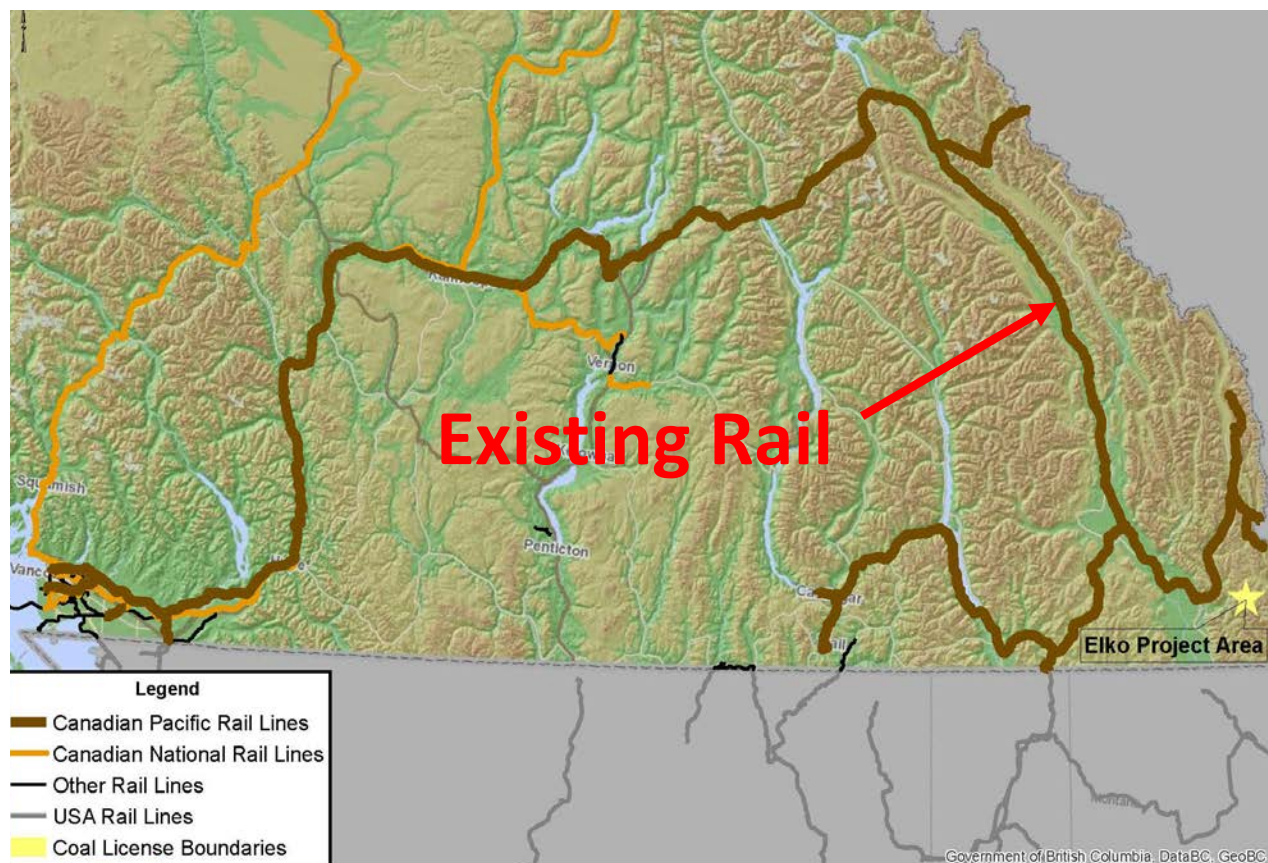 Vernon
Existing Rail
Squamish
Penticton
Elko Project Area
Legend
Canadian Pacific Rail Lines
Canadian National Rail Lines
Other Rail Lines
USA Rail Lines
Coal License Boundaries
Montana
Government of British Columbia, DataBC, GeoBC